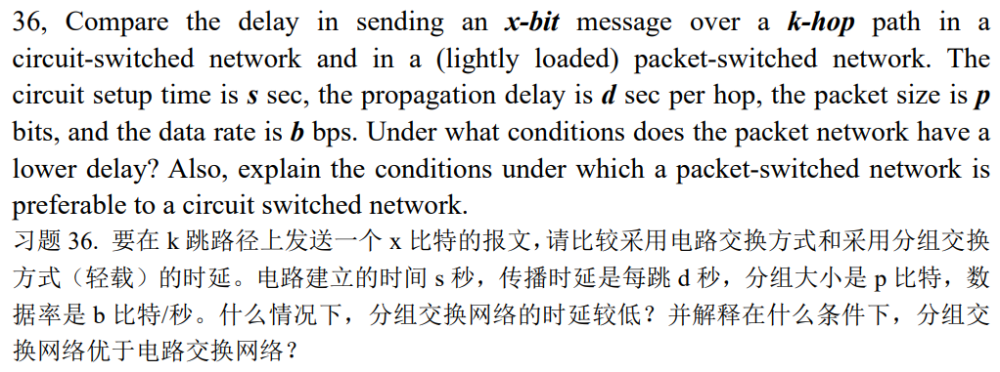 36, Compare the delay in sending an x-bit message over a k-hop path in a
circuit-switched network and in a (lightly loaded) packet-switched network. The
circuit setup time is s sec, the propagation delay is d sec per hop, the packet size is p
bits, and the data rate is b bps. Under what conditions does the packet network have a
lower delay? Also, explain the conditions under which a packet-switched network is
preferable to a circuit switched network.
习题 36. 要在 k 跳路径上发送一个 x 比特的报文,请比较采用电路交换方式和采用分组交换
方式（轻载）的时延。电路建立的时间 s 秒，传播时延是每跳 d 秒，分组大小是 p 比特，数
据率是 b 比特/秒。什么情况下，分组交换网络的时延较低？并解释在什么条件下，分组交
换网络优于电路交换网络？